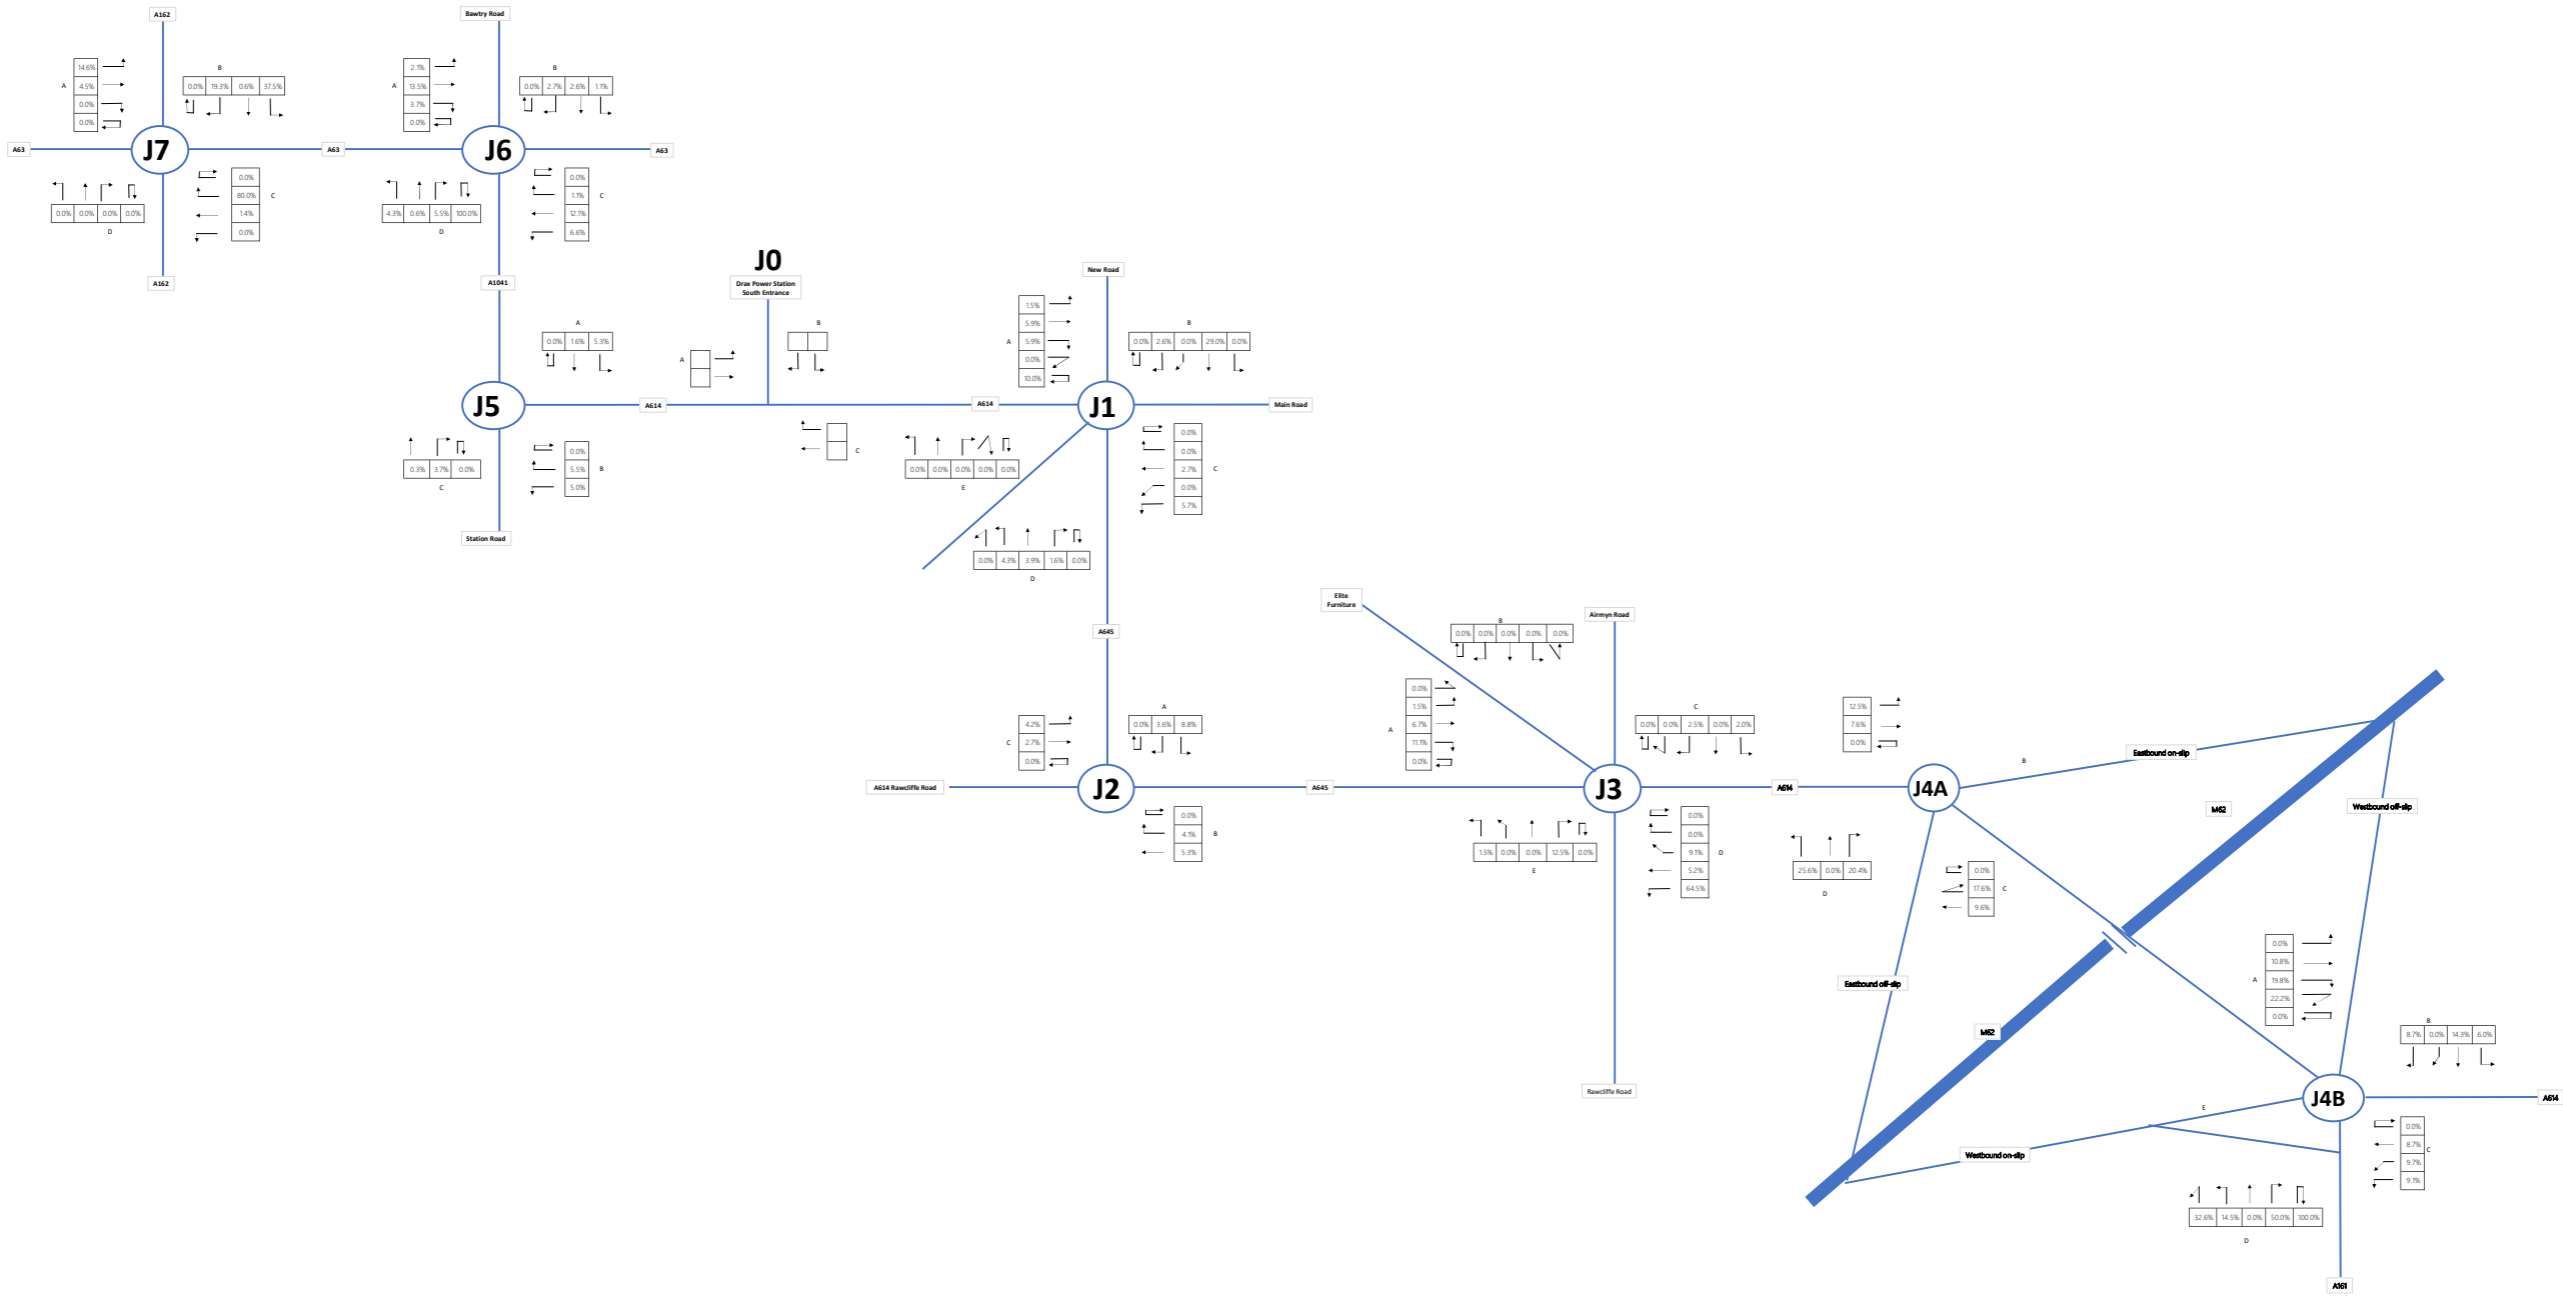 A162
Bawtry Road
14.6%
4.5%
0.0%
0.0%
A
B
0.0% 19.3% 0.6% 37.5%
2.1%
13.5%
3.7%
0.0%
A
B
0.0% 2.7% 2.6% 1.1%
A63
J7
A63
J6
A63
0.0% 0.0% 0.0% 0.0%
D
0.0%
80.0%
1.4%
0.0%
C
4.3% 0.6% 5.5% 100.0%
D
0.0%
1.1%
12.1%
6.6%
C
A162
A1041
J0
Drax Power Station
South Entrance
New Road
A
0.0% 1.6% 5.3%
A
B
1.5%
5.9%
5.9%
0.0%
10.0%
A
B
0.0% 2.6% 0.0% 29.0% 0.0%
J5
A614
A614
J1
Main Road
0.3% 3.7% 0.0%
C
0.0%
5.5%
5.0%
B
C
0.0% 0.0% 0.0% 0.0% 0.0%
E
0.0%
0.0%
2.7%
0.0%
5.7%
C
Station Road
0.0% 4.3% 3.9% 1.6% 0.0%
D
A645
Elite
Furniture
Airmyn Road
B
0.0% 0.0% 0.0% 0.0% 0.0%
4.2%
2.7%
0.0%
C
A
0.0% 3.6% 8.8%
0.0%
1.5%
6.7%
11.1%
0.0%
A
C
0.0% 0.0% 2.5% 0.0% 2.0%
12.5%
7.6%
0.0%
A614 Rawcliffe Road
J2
A645
J3
A614
J4A
B
Eastbound on-slip
M62
Westbound off-slip
0.0%
4.1%
5.3%
B
1.5% 0.0% 0.0% 12.5% 0.0%
E
0.0%
0.0%
9.1%
5.2%
64.5%
D
25.6% 0.0% 20.4%
D
0.0%
17.6%
9.6%
C
Eastbound off-slip
M62
0.0%
10.8%
19.8%
22.2%
0.0%
A
B
8.7% 0.0% 14.3% 6.0%
Rawcliffe Road
J4B
A614
E
Westbound on-slip
0.0%
8.7%
9.7%
9.1%
C
32.6% 14.5% 0.0% 50.0% 100.0%
D
A161